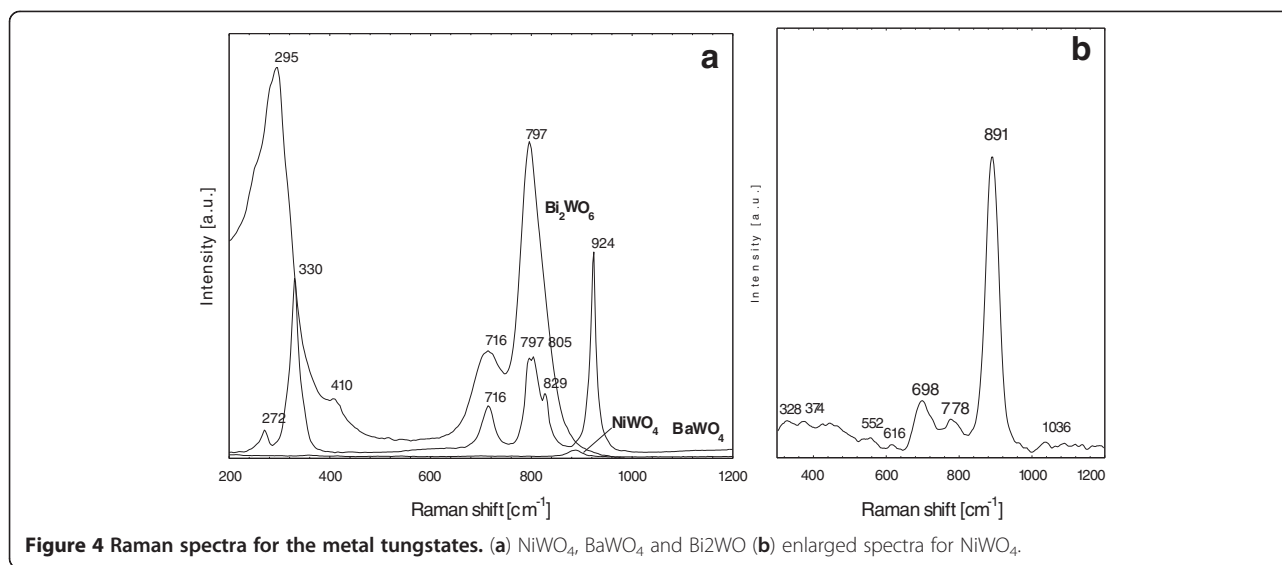 a
295
797
Bi₂WO₆
924
330
716
797 805
410
829
716
272
NiWO₄ BaWO₄
Intensity [a.u.]
200 400 600 800 1000 1200
Raman shift [cm⁻¹]
b
891
698
778
328 374
552
616
1036
Intensity [a.u.]
400 600 800 1000 1200
Raman shift [cm⁻¹]
Figure 4 Raman spectra for the metal tungstates. (a) NiWO₄, BaWO₄ and Bi2WO (b) enlarged spectra for NiWO₄.